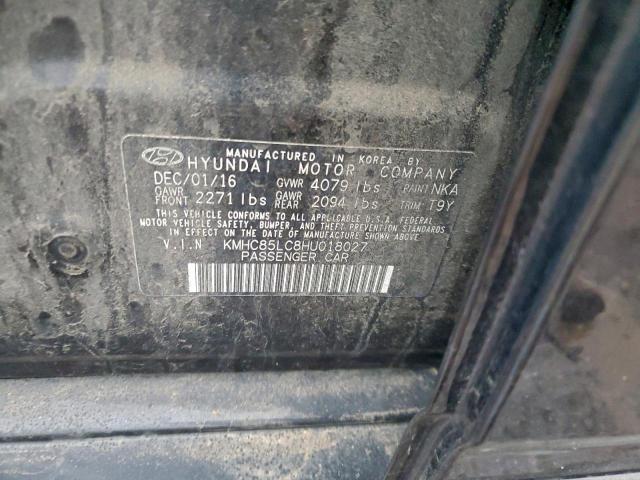 MANUFACTURED IN KOREA BY
HYUNDAI MOTOR COMPANY
DEC/01/16 GVWR 4079 lbs PAINT NKA
GAWR FRONT 2271 lbs GAWR REAR 2094 lbs TRIM T9Y
THIS VEHICLE CONFORMS TO ALL APPLICABLE U.S.A. FEDERAL
MOTOR VEHICLE SAFETY, BUMPER, AND THEFT PREVENTION STANDARDS
IN EFFECT ON THE DATE OF MANUFACTURE SHOWN ABOVE.
V.I.N KMHC85LC8HU018027
PASSENGER CAR